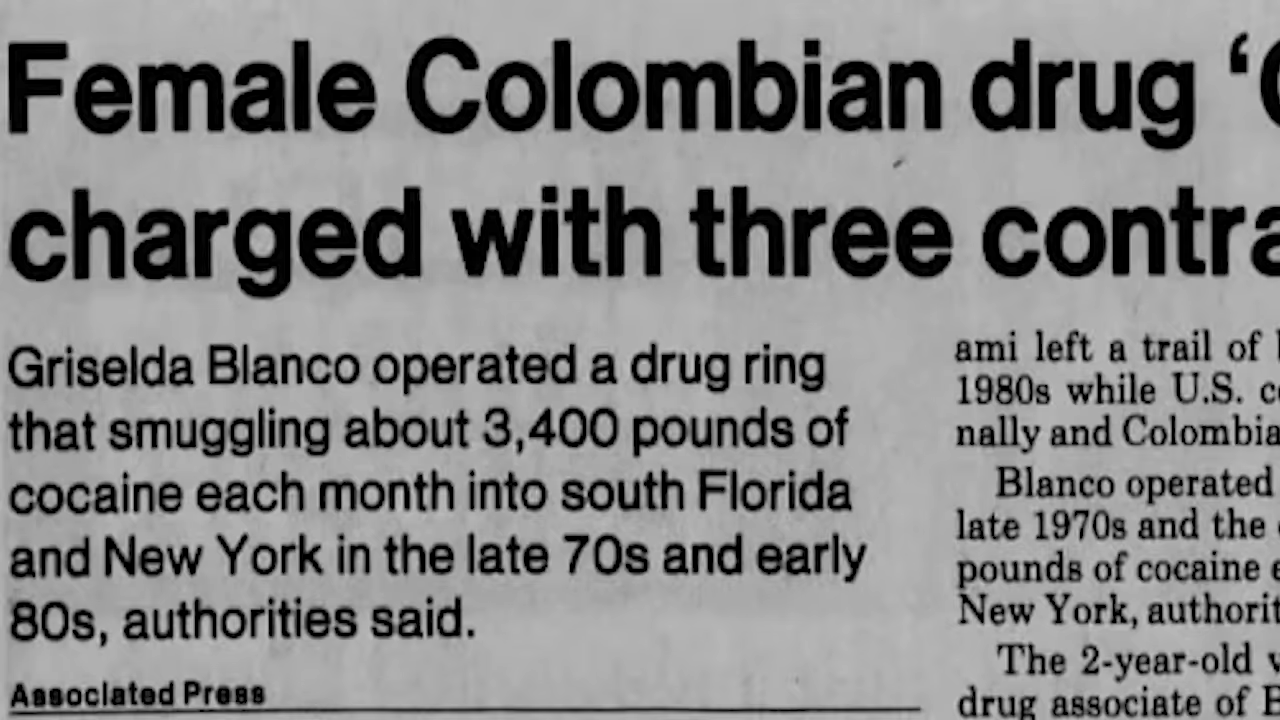 Female Colombian drug
charged with three
Griselda Blanco operated a drug ring
that smuggling about 3,400 pounds of
cocaine each month into south Florida
and New York in the late 70s and early
80s, authorities said.
Associated Press
ami left a trail of
1980s while U.S.
nally and Colombia
Blanco operated
late 1970s and the
pounds of cocaine
New York,
The 2-year-old
drug associate of